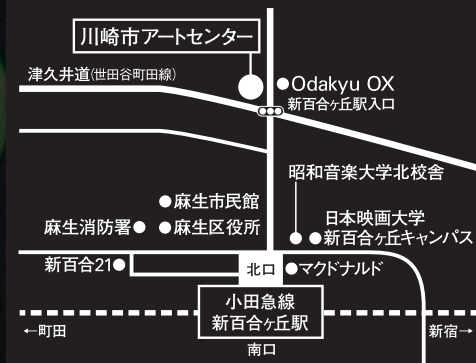 川崎市アートセンター
津久井道(世田谷町田線)
Odakyu OX
新百合ヶ丘駅入口
昭和音楽大学北校舎
麻生市民館
日本映画大学
新百合ヶ丘キャンパス
麻生消防署
麻生区役所
新百合21
北口
マクドナルド
小田急線
新百合ヶ丘駅
←町田
新宿→
南口